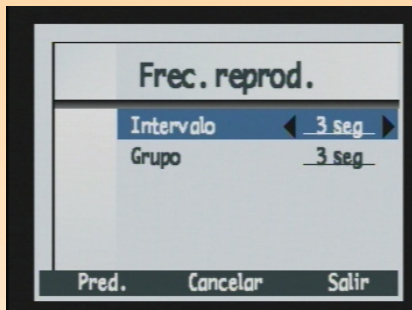 Frec. reprod.
Intervalo 3 seg
Grupo 3 seg
Pred. Cancelar Salir